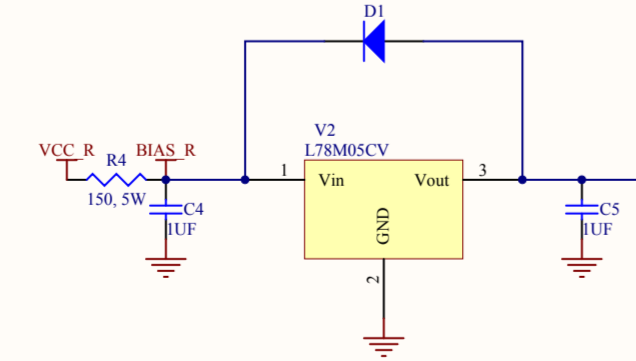 D1
V2
L78M05CV
VCC_R
R4
BIAS_R
150, 5W
1
Vin
Vout
3
C4
1UF
GND
2
C5
1UF